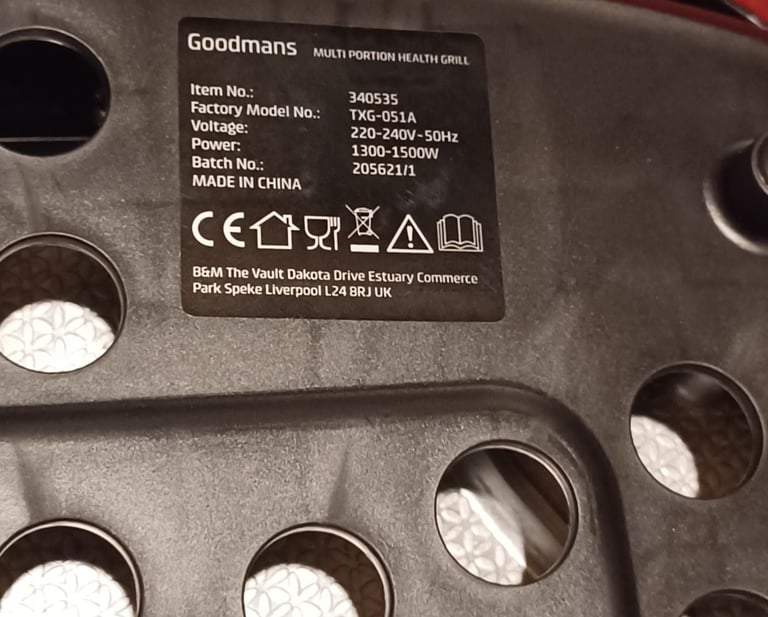 Goodmans MULTI PORTION HEALTH GRILL
Item No.: 340535
Factory Model No.: TXG-051A
Voltage: 220-240V~50Hz
Power: 1300-1500W
Batch No.: 205621/1
MADE IN CHINA
CE
B&M The Vault Dakota Drive Estuary Commerce
Park Speke Liverpool L24 8RJ UK